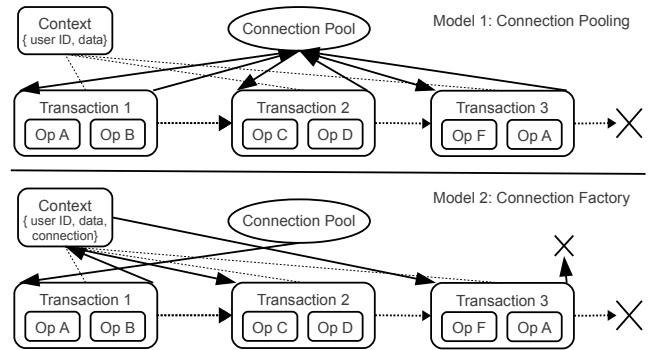 Context
{ user ID, data}
Connection Pool
Model 1: Connection Pooling
Transaction 1
Op A
Op B
Transaction 2
Op C
Op D
Transaction 3
Op F
Op A
Context
{ user ID, data,
connection}
Connection Pool
Model 2: Connection Factory
Transaction 1
Op A
Op B
Transaction 2
Op C
Op D
Transaction 3
Op F
Op A